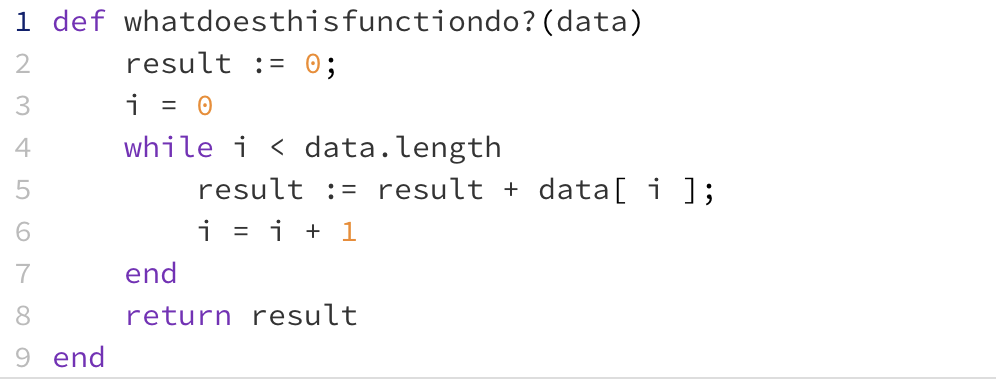 1 def whatdoesthisfunctiondo?(data)
2     result := 0;
3     i = 0
4     while i < data.length
5         result := result + data[ i ];
6         i = i + 1
7     end
8     return result
9 end